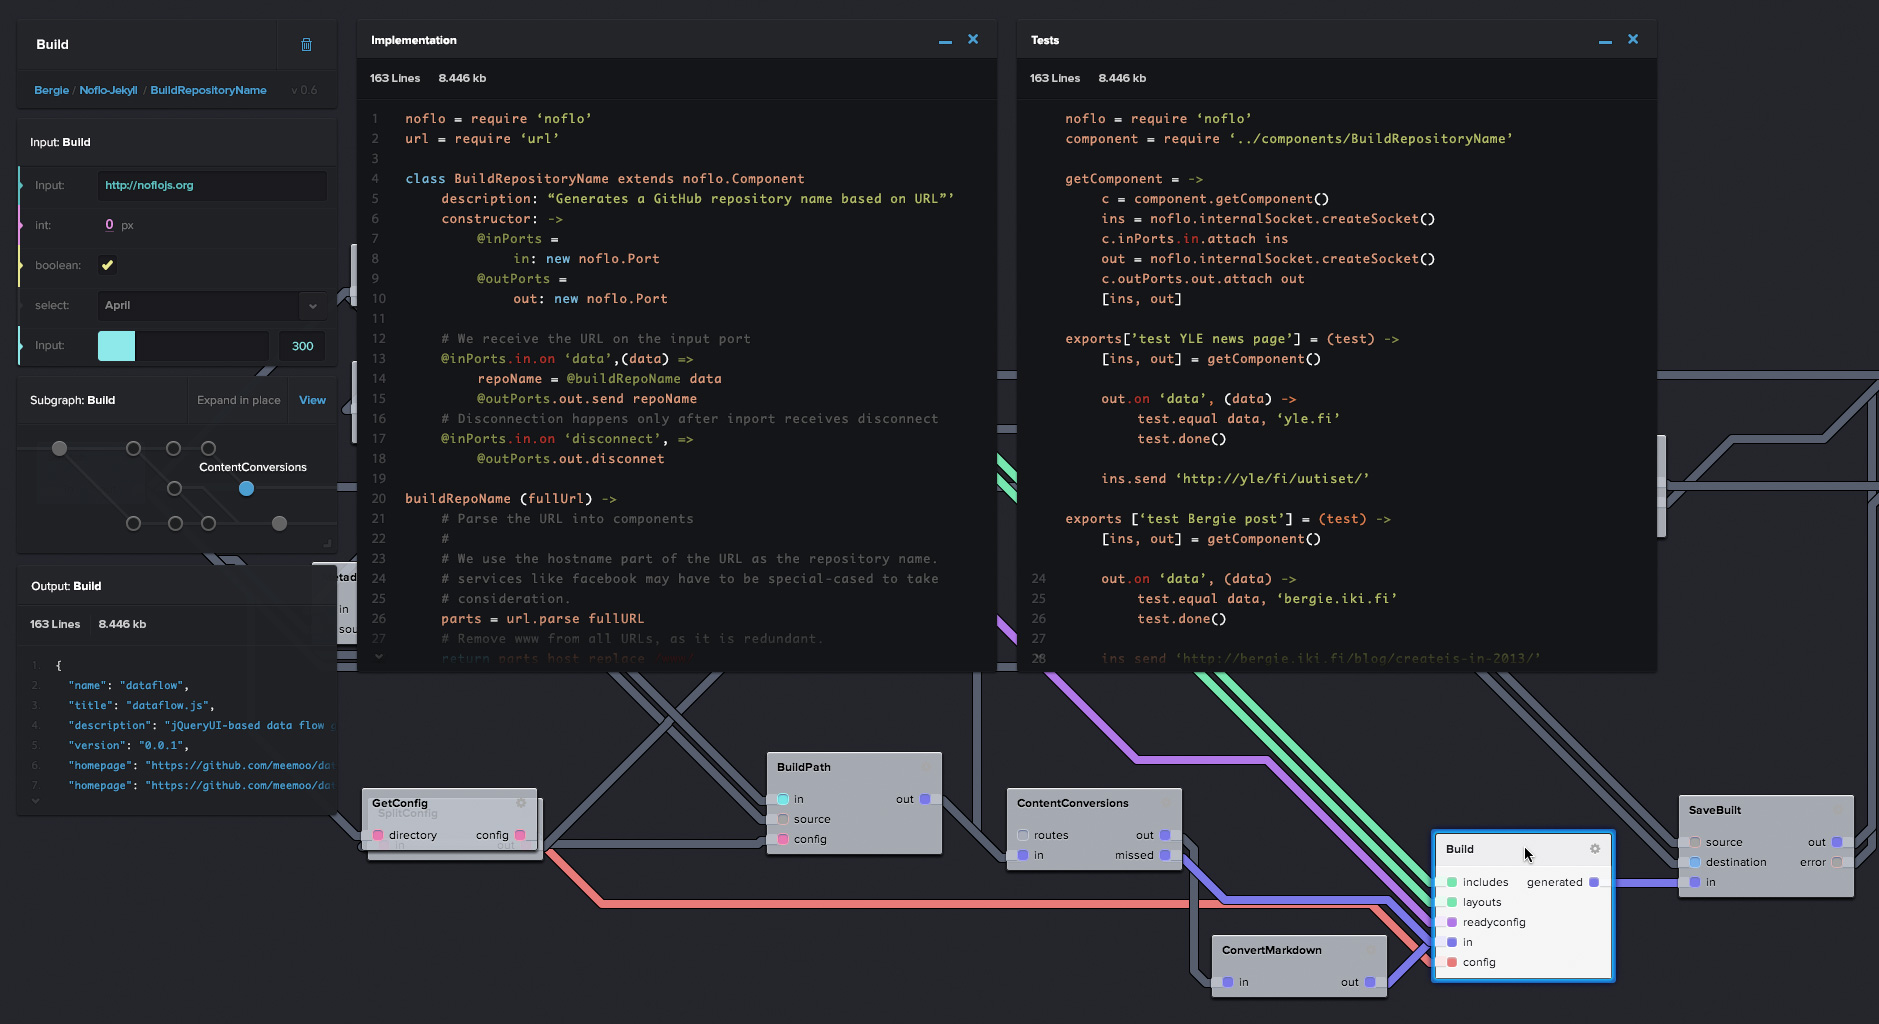 Build
Bergie / Noflo-Jekyll / BuildRepositoryName v 0.6
Input: Build
Input: http://noflojs.org
int: 0 px
boolean:
select: April
Input: 300
Subgraph: Build Expand in place View
ContentConversions
Output: Build
163 Lines 8.446 kb
1. {
2. "name": "dataflow",
3. "title": "dataflow.js",
4. "description": "jQueryUI-based data flow
5. "version": "0.0.1",
6. "homepage": "https://github.com/meemoo/da
7. "homepage": "https://github.com/meemoo/da
Implementation
163 Lines 8.446 kb
1 noflo = require ‘noflo’
2 url = require ‘url’
3
4 class BuildRepositoryName extends noflo.Component
5 description: “Generates a GitHub repository name based on URL”’
6 constructor: ->
7 @inPorts =
8 in: new noflo.Port
9 @outPorts =
10 out: new noflo.Port
11
12 # We receive the URL on the input port
13 @inPorts.in.on ‘data’,(data) =>
14 repoName = @buildRepoName data
15 @outPorts.out.send repoName
16 # Disconnection happens only after inport receives disconnect
17 @inPorts.in.on ‘disconnect’, =>
18 @outPorts.out.disconnet
19
20 buildRepoName (fullUrl) ->
21 # Parse the URL into components
22 #
23 # We use the hostname part of the URL as the repository name.
24 # services like facebook may have to be special-cased to take
25 # consideration.
26 parts = url.parse fullURL
27 # Remove www from all URLs, as it is redundant.
return parts.host.replace
Tests
163 Lines 8.446 kb
noflo = require ‘noflo’
component = require ‘../components/BuildRepositoryName’
getComponent = ->
c = component.getComponent()
ins = noflo.internalSocket.createSocket()
c.inPorts.in.attach ins
out = noflo.internalSocket.createSocket()
c.outPorts.out.attach out
[ins, out]
exports[’test YLE news page’] = (test) ->
[ins, out] = getComponent()
out.on ‘data’, (data) ->
test.equal data, ‘yle.fi’
test.done()
ins.send ‘http://yle/fi/uutiset/’
exports [‘test Bergie post’] = (test) ->
[ins, out] = getComponent()
24 out.on ‘data’, (data) ->
25 test.equal data, ‘bergie.iki.fi’
26 test.done()
27
28 ins send ‘http://bergie.iki.fi/blog/createjs-in-2013/’
etad
in
sou
GetConfig
SplitConfig
directory config
in out
BuildPath
in out
source
config
ContentConversions
routes out
in missed
ConvertMarkdown
in out
Build
includes generated
layouts
readyconfig
in
config
SaveBuilt
source out
destination error
in